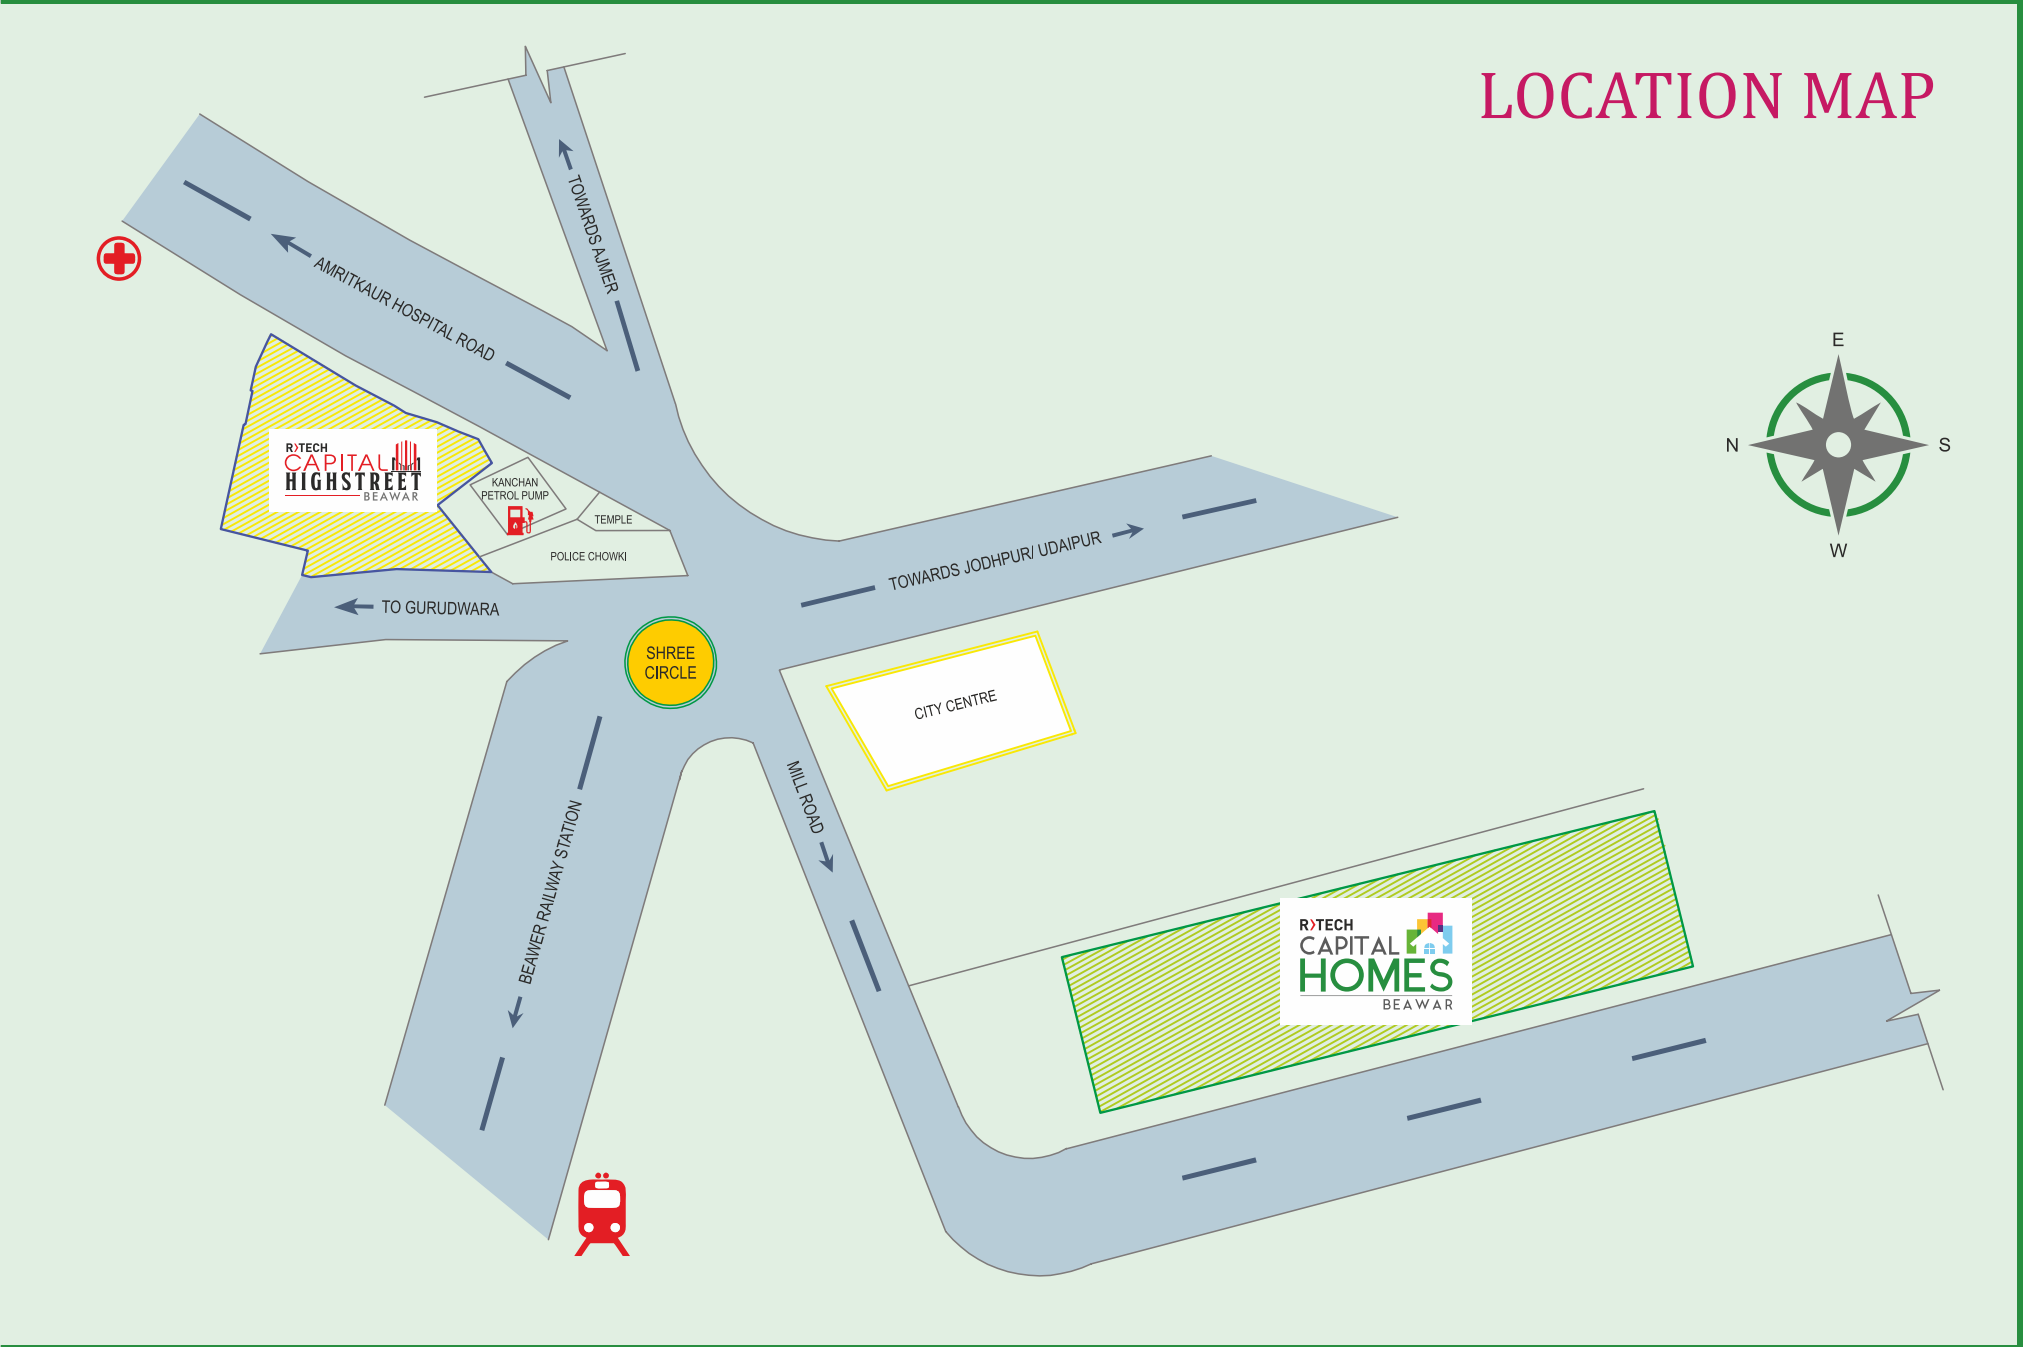 LOCATION MAP
TOWARDS AJMER
AMRITKAUR HOSPITAL ROAD
E
N
S
W
R>TECH
CAPITAL
HIGHSTREET
BEAWAR
KANCHAN
PETROL PUMP
TEMPLE
POLICE CHOWKI
TOWARDS JODHPUR/ UDAIPUR
TO GURUDWARA
SHREE
CIRCLE
CITY CENTRE
MILL ROAD
BEAWER RAILWAY STATION
R>TECH
CAPITAL
HOMES
BEAWAR